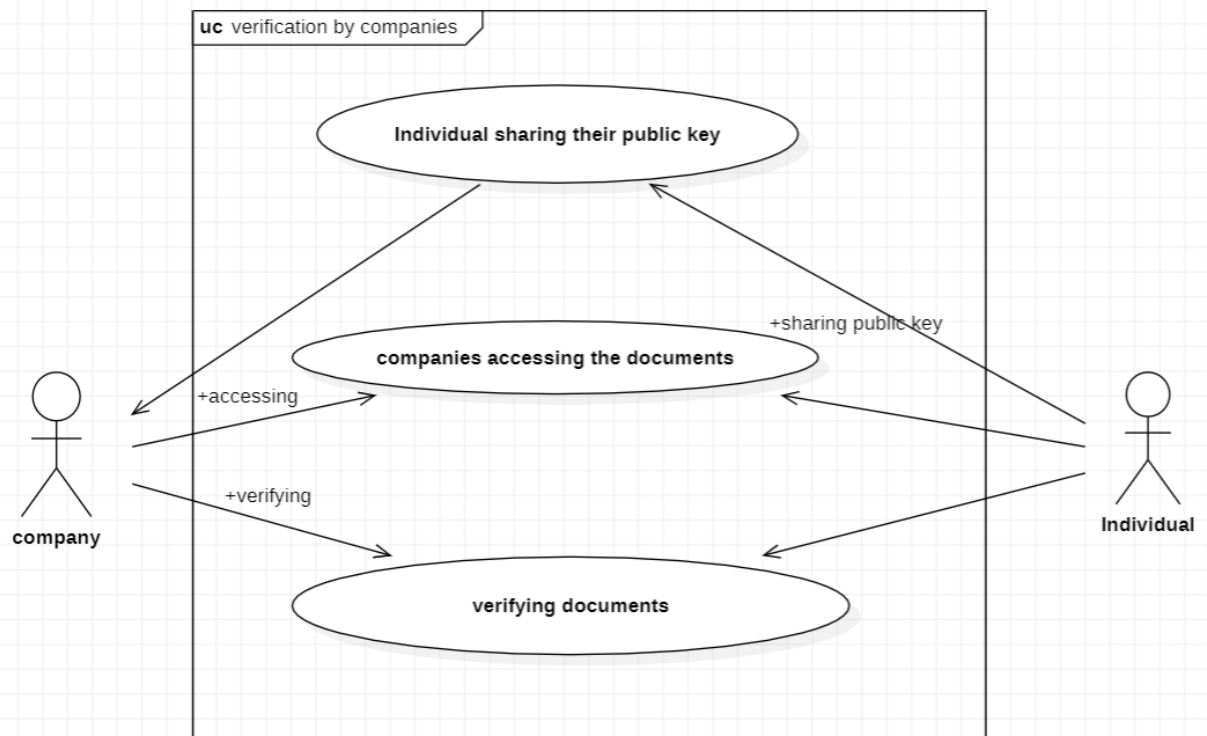 uc verification by companies
Individual sharing their public key
+sharing public key
companies accessing the documents
+accessing
+verifying
company
Individual
verifying documents